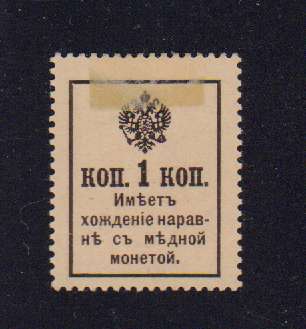 КОП. 1 КОП.
Имѣетъ
хожденіе нарав-
нѣ съ мѣдной
монетой.